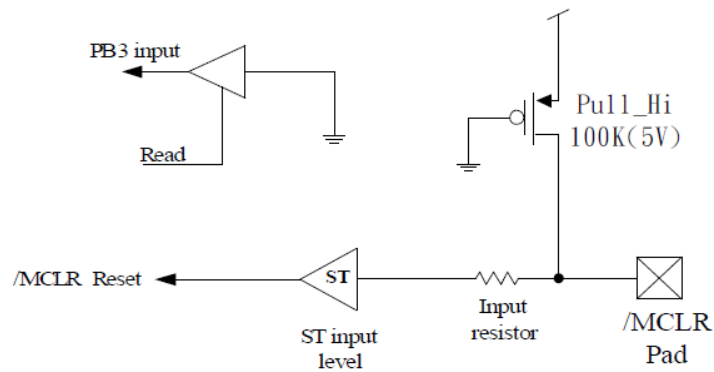 PB3 input
Read
Pull_Hi
100K(5V)
/MCLR Reset
ST
ST input
level
Input
resistor
/MCLR
Pad